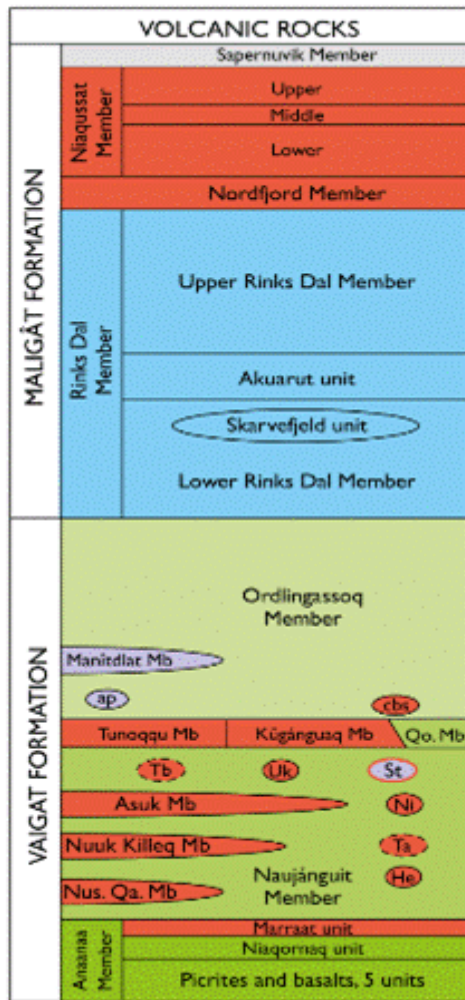 VOLCANIC ROCKS
MALIGÂT FORMATION
Sapernuvik Member
Niaqussat
Member
Upper
Middle
Lower
Nordfjord Member
Rinks Dal
Member
Upper Rinks Dal Member
Akuarut unit
Skarvefjeld unit
Lower Rinks Dal Member
VAIGAT FORMATION
Ordlingassoq
Member
Manîtdlat Mb
ap
cbs
Tunoqqu Mb
Kûgánguaq Mb
Qo. Mb
Tb
Uk
St
Asuk Mb
Ni
Nuuk Killeq Mb
Ta
Naujánguit
Member
He
Nus. Qa. Mb
Anaanaa
Member
Marraat unit
Niaqornaq unit
Picrites and basalts, 5 units